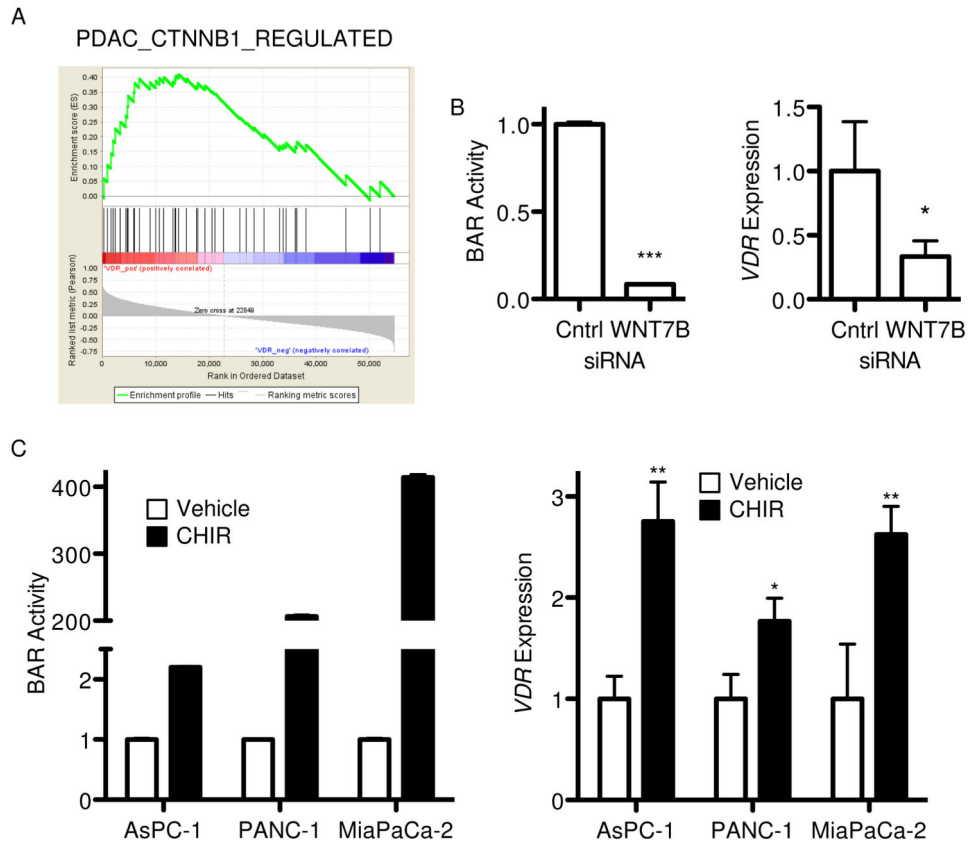 A
PDAC_CTNNB1_REGULATED
Enrichment score (ES)
0.40
0.35
0.30
0.25
0.20
0.15
0.10
0.05
0.00
'VDR_pos' (positively correlated)
Ranked list metric (Pearson)
1.00
0.75
0.50
0.25
0.00
-0.25
-0.50
-0.75
Zero cross at 22849
'VDR_neg' (negatively correlated)
0 10,000 20,000 30,000 40,000 50,000
Rank in Ordered Dataset
Enrichment profile Hits Ranking metric scores
B
BAR Activity
1.0
0.5
0.0
***
Cntrl WNT7B
siRNA
VDR Expression
1.5
1.0
0.5
0.0
*
Cntrl WNT7B
siRNA
C
BAR Activity
400
300
200
2
1
0
Vehicle
CHIR
AsPC-1 PANC-1 MiaPaCa-2
VDR Expression
3
2
1
0
Vehicle
CHIR
**
*
**
AsPC-1 PANC-1 MiaPaCa-2